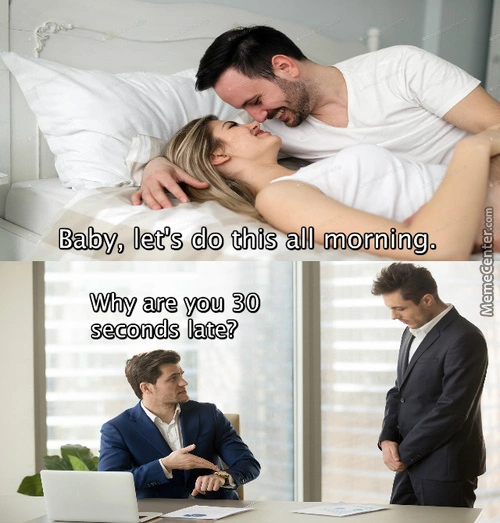 Baby, let's do this all morning.
Why are you 30
seconds late?
MemeCenter.com